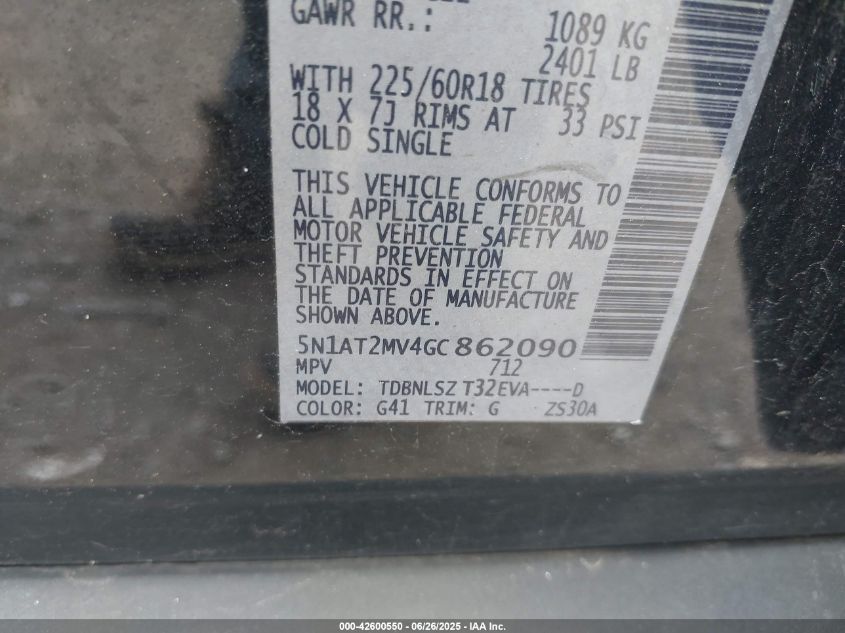 GAWR RR.: 1089 KG
2401 LB
WITH 225/60R18 TIRES
18 X 7J RIMS AT 33 PSI
COLD SINGLE
THIS VEHICLE CONFORMS TO
ALL APPLICABLE FEDERAL
MOTOR VEHICLE SAFETY AND
THEFT PREVENTION
STANDARDS IN EFFECT ON
THE DATE OF MANUFACTURE
SHOWN ABOVE.
5N1AT2MV4GC862090
MPV 712
MODEL: TDBNLSZ T32EVA----D
COLOR: G41 TRIM: G ZS30A
000-42600550 - 06/26/2025 - IAA Inc.